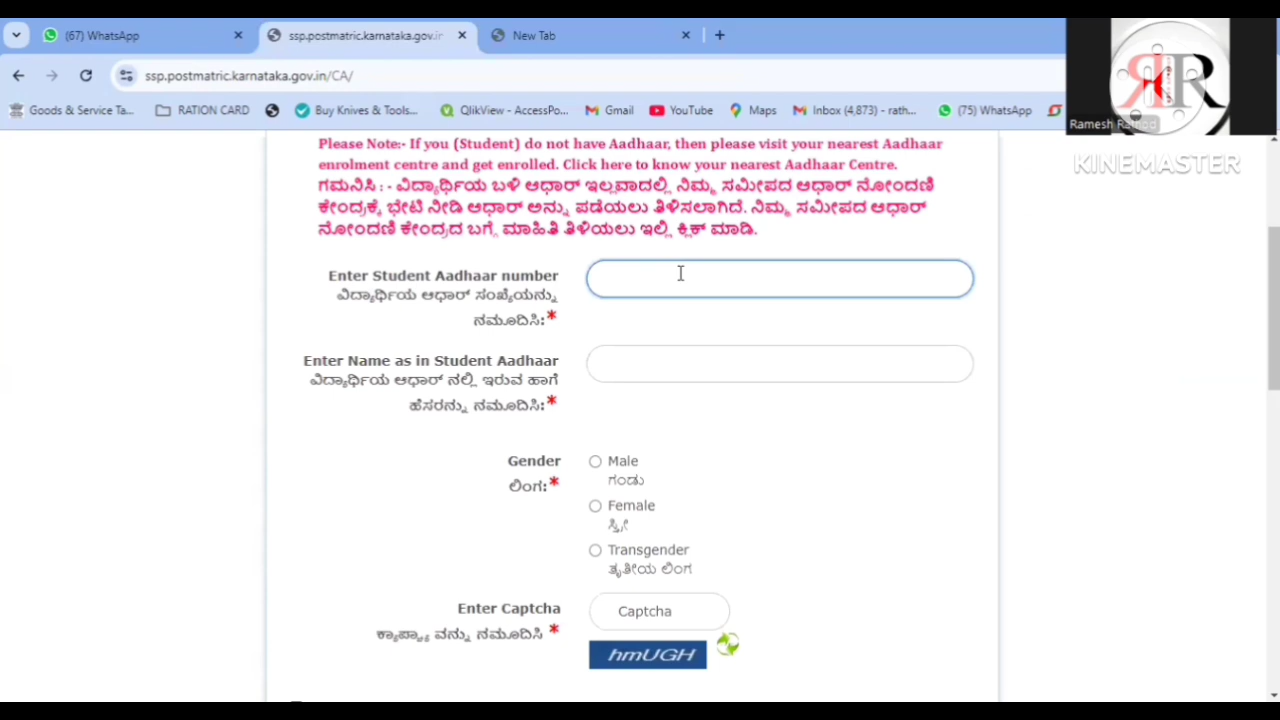 (67) WhatsApp
ssp.postmatric.karnataka.gov.ir
New Tab
ssp.postmatric.karnataka.gov.in/CA/
Goods & Service Ta...
RATION CARD
Buy Knives & Tools...
QlikView - AccessPo...
Gmail
YouTube
Maps
Inbox (4,873) - rath...
(75) WhatsApp
RR
Ramesh Rathod
KINEMASTER
Please Note:- If you (Student) do not have Aadhaar, then please visit your nearest Aadhaar
enrolment centre and get enrolled. Click here to know your nearest Aadhaar Centre.
ಗಮನಿಸಿ : - ವಿದ್ಯಾರ್ಥಿಯ ಬಳಿ ಆಧಾರ್ ಇಲ್ಲವಾದಲ್ಲಿ ನಿಮ್ಮ ಸಮೀಪದ ಆಧಾರ್ ನೋಂದಣಿ
ಕೇಂದ್ರಕ್ಕೆ ಭೇಟಿ ನೀಡಿ ಆಧಾರ್ ಅನ್ನು ಪಡೆಯಲು ತಿಳಿಸಲಾಗಿದೆ. ನಿಮ್ಮ ಸಮೀಪದ ಆಧಾರ್
ನೋಂದಣಿ ಕೇಂದ್ರದ ಬಗ್ಗೆ ಮಾಹಿತಿ ತಿಳಿಯಲು ಇಲ್ಲಿ ಕ್ಲಿಕ್ ಮಾಡಿ.
Enter Student Aadhaar number
ವಿದ್ಯಾರ್ಥಿಯ ಆಧಾರ್ ಸಂಖ್ಯೆಯನ್ನು
ನಮೂದಿಸಿ:*
Enter Name as in Student Aadhaar
ವಿದ್ಯಾರ್ಥಿಯ ಆಧಾರ್ ನಲ್ಲಿ ಇರುವ ಹಾಗೆ
ಹೆಸರನ್ನು ನಮೂದಿಸಿ:*
Gender
ಲಿಂಗ:*
Male
ಗಂಡು
Female
ಸ್ತ್ರೀ
Transgender
ತೃತೀಯ ಲಿಂಗ
Enter Captcha
ಕ್ಯಾಪ್ಚ್ಯಾ ವನ್ನು ನಮೂದಿಸಿ *
Captcha
hmUGH